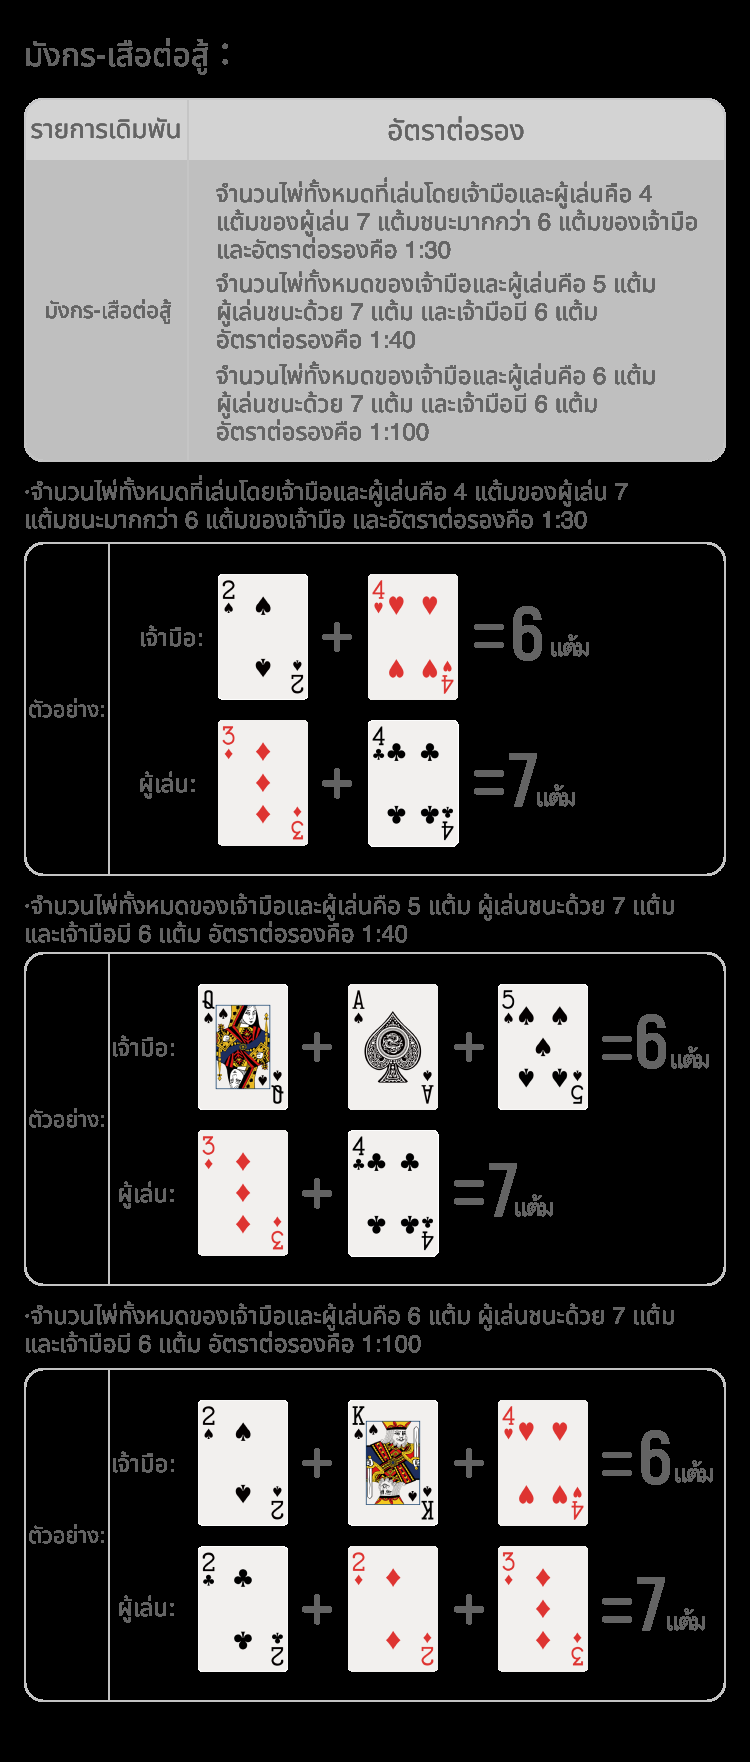 มังกร-เสือต่อสู้ :
รายการเดิมพัน อัตราต่อรอง
จำนวนไพ่ทั้งหมดที่เล่นโดยเจ้ามือและผู้เล่นคือ 4
แต้มของผู้เล่น 7 แต้มชนะมากกว่า 6 แต้มของเจ้ามือ
และอัตราต่อรองคือ 1:30
จำนวนไพ่ทั้งหมดของเจ้ามือและผู้เล่นคือ 5 แต้ม
มังกร-เสือต่อสู้ ผู้เล่นชนะด้วย 7 แต้ม และเจ้ามือมี 6 แต้ม
อัตราต่อรองคือ 1:40
จำนวนไพ่ทั้งหมดของเจ้ามือและผู้เล่นคือ 6 แต้ม
ผู้เล่นชนะด้วย 7 แต้ม และเจ้ามือมี 6 แต้ม
อัตราต่อรองคือ 1:100
·จำนวนไพ่ทั้งหมดที่เล่นโดยเจ้ามือและผู้เล่นคือ 4 แต้มของผู้เล่น 7
แต้มชนะมากกว่า 6 แต้มของเจ้ามือ และอัตราต่อรองคือ 1:30
ตัวอย่าง:
เจ้ามือ: 2 2 + 4 4 =6 แต้ม
ผู้เล่น: 3 3 + 4 4 =7 แต้ม
·จำนวนไพ่ทั้งหมดของเจ้ามือและผู้เล่นคือ 5 แต้ม ผู้เล่นชนะด้วย 7 แต้ม
และเจ้ามือมี 6 แต้ม อัตราต่อรองคือ 1:40
ตัวอย่าง:
เจ้ามือ: Q Q + A A + 5 5 =6 แต้ม
ผู้เล่น: 3 3 + 4 4 =7 แต้ม
·จำนวนไพ่ทั้งหมดของเจ้ามือและผู้เล่นคือ 6 แต้ม ผู้เล่นชนะด้วย 7 แต้ม
และเจ้ามือมี 6 แต้ม อัตราต่อรองคือ 1:100
ตัวอย่าง:
เจ้ามือ: 2 2 + K K + 4 4 =6 แต้ม
ผู้เล่น: 2 2 + 2 2 + 3 3 =7 แต้ม